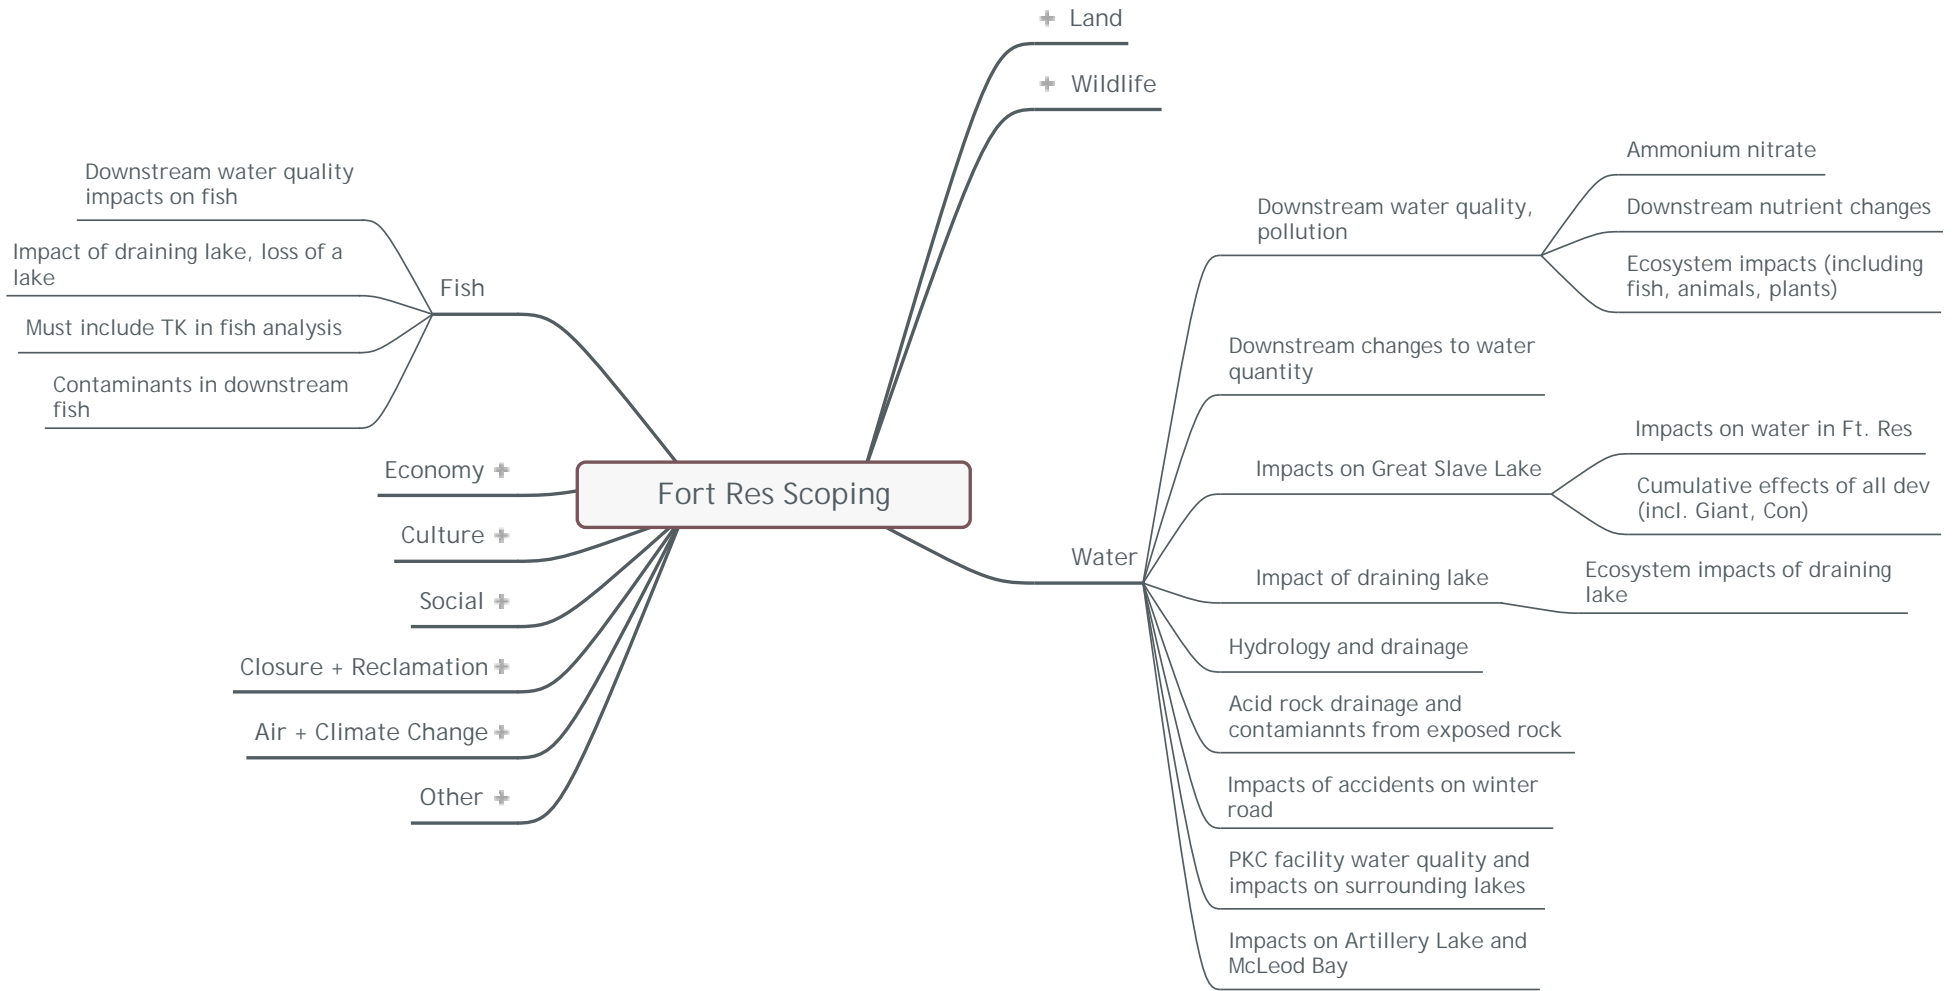 Land
Wildlife
Downstream water quality
impacts on fish
Impact of draining lake, loss of a
lake
Must include TK in fish analysis
Contaminants in downstream
fish
Fish
Economy
Culture
Social
Closure + Reclamation
Air + Climate Change
Other
Fort Res Scoping
Water
Downstream water quality,
pollution
Ammonium nitrate
Downstream nutrient changes
Ecosystem impacts (including
fish, animals, plants)
Downstream changes to water
quantity
Impacts on Great Slave Lake
Impacts on water in Ft. Res
Cumulative effects of all dev
(incl. Giant, Con)
Impact of draining lake
Ecosystem impacts of draining
lake
Hydrology and drainage
Acid rock drainage and
contamiannts from exposed rock
Impacts of accidents on winter
road
PKC facility water quality and
impacts on surrounding lakes
Impacts on Artillery Lake and
McLeod Bay